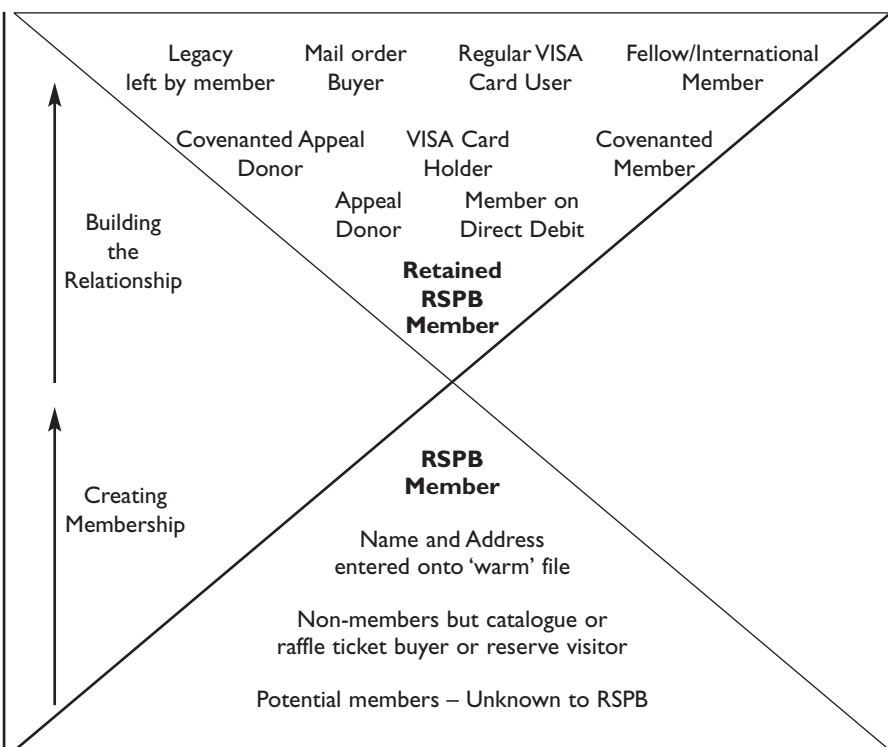 Legacy
left by member
Mail order
Buyer
Regular VISA
Card User
Fellow/International
Member
Covenanted Appeal
Donor
VISA Card
Holder
Covenanted
Member
Appeal
Donor
Member on
Direct Debit
Building
the
Relationship
Retained
RSPB
Member
RSPB
Member
Creating
Membership
Name and Address
entered onto ‘warm’ file
Non-members but catalogue or
raffle ticket buyer or reserve visitor
Potential members – Unknown to RSPB